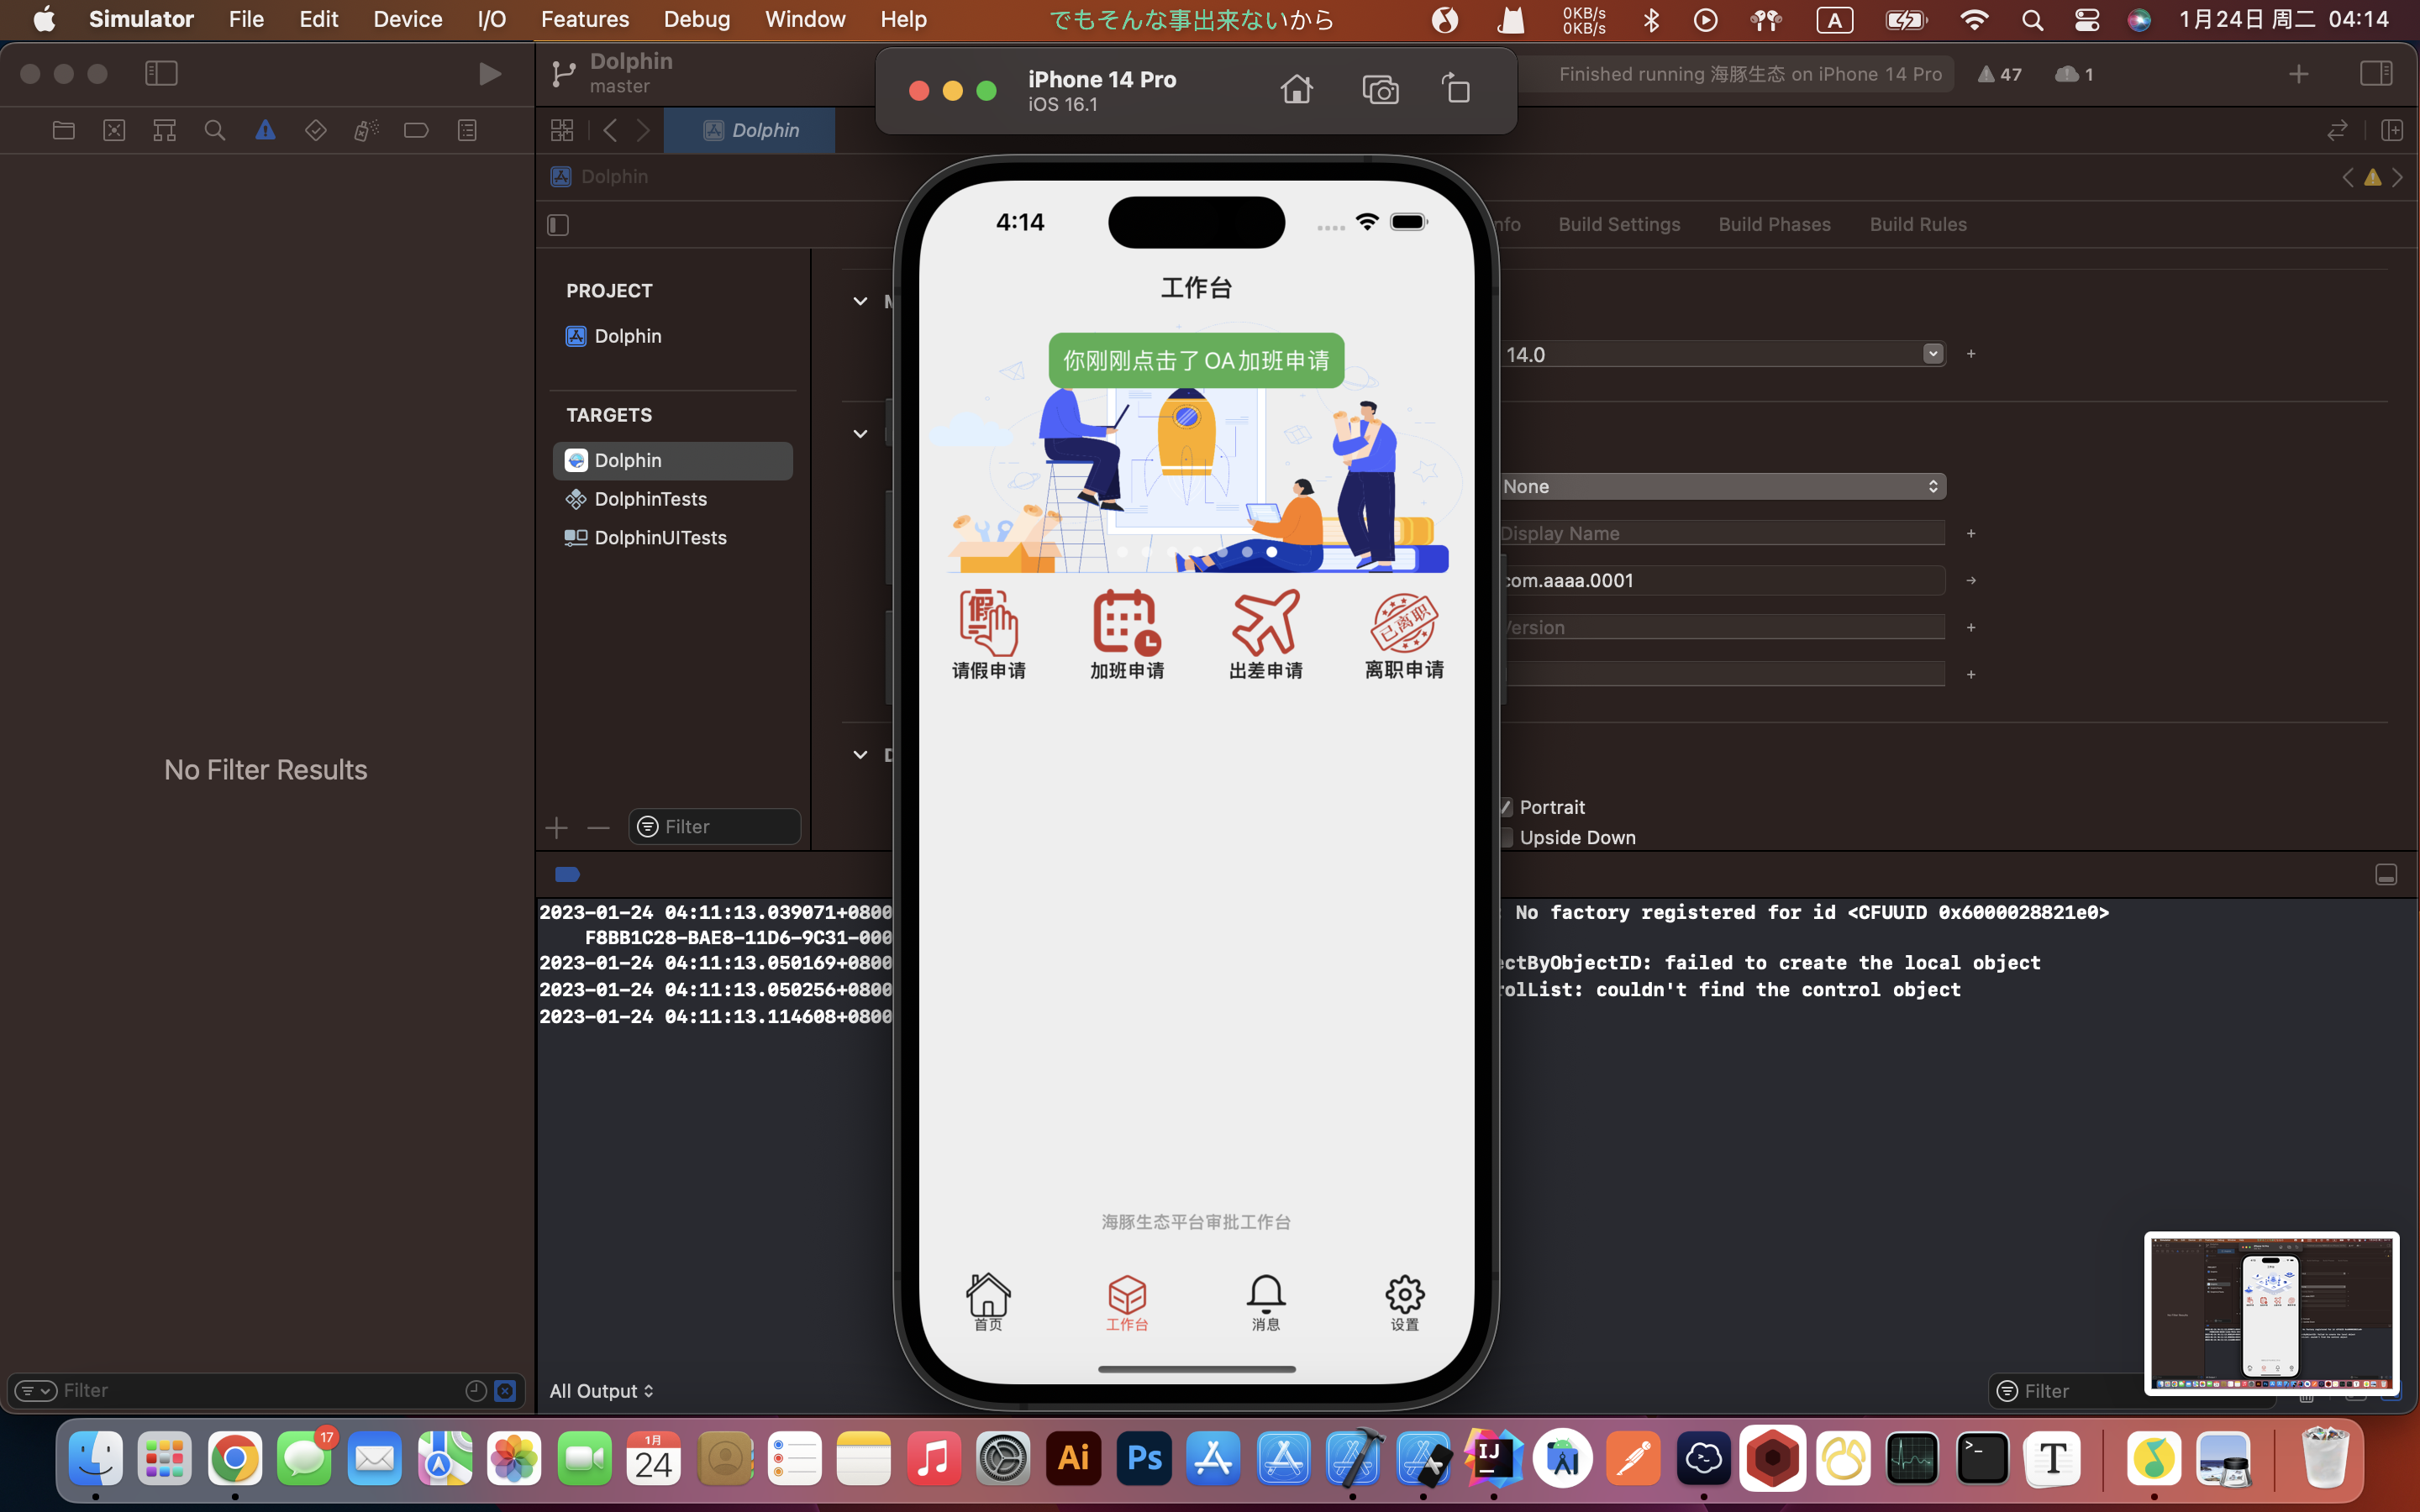 Simulator File Edit Device I/O Features Debug Window Help
でもそんな事出来ないから
0KB/s
0KB/s
A
1月24日 周二 04:14
Dolphin
master
iPhone 14 Pro
iOS 16.1
Finished running 海豚生态 on iPhone 14 Pro
47
1
Dolphin
Dolphin
nfo
Build Settings
Build Phases
Build Rules
PROJECT
Dolphin
TARGETS
Dolphin
DolphinTests
DolphinUITests
Filter
No Filter Results
4:14
工作台
你刚刚点击了OA加班申请
假
已离职
请假申请
加班申请
出差申请
离职申请
海豚生态平台审批工作台
首页
工作台
消息
设置
14.0
None
Display Name
com.aaaa.0001
Version
Portrait
Upside Down
2023-01-24 04:11:13.039071+0800
No factory registered for id <CFUUID 0x6000028821e0>
F8BB1C28-BAE8-11D6-9C31-000
2023-01-24 04:11:13.050169+0800
ectByObjectID: failed to create the local object
2023-01-24 04:11:13.050256+0800
rolList: couldn't find the control object
2023-01-24 04:11:13.114608+0800
Filter
All Output
Filter
17
1月
24
Ai
Ps
IJ
T